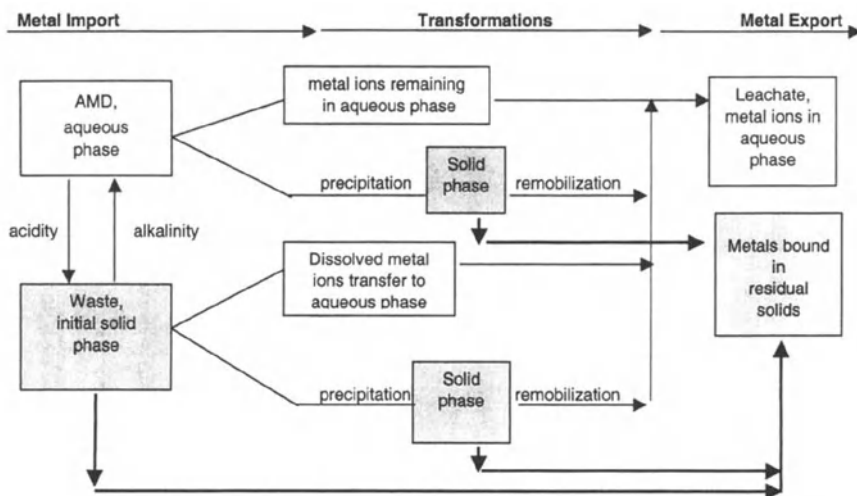 Metal Import Transformations Metal Export
AMD,
aqueous
phase
metal ions remaining
in aqueous phase
Leachate,
metal ions in
aqueous
phase
precipitation
Solid
phase
remobilization
acidity
alkalinity
Dissolved metal
ions transfer to
aqueous phase
Metals bound
in
residual
solids
Waste,
initial solid
phase
precipitation
Solid
phase
remobilization